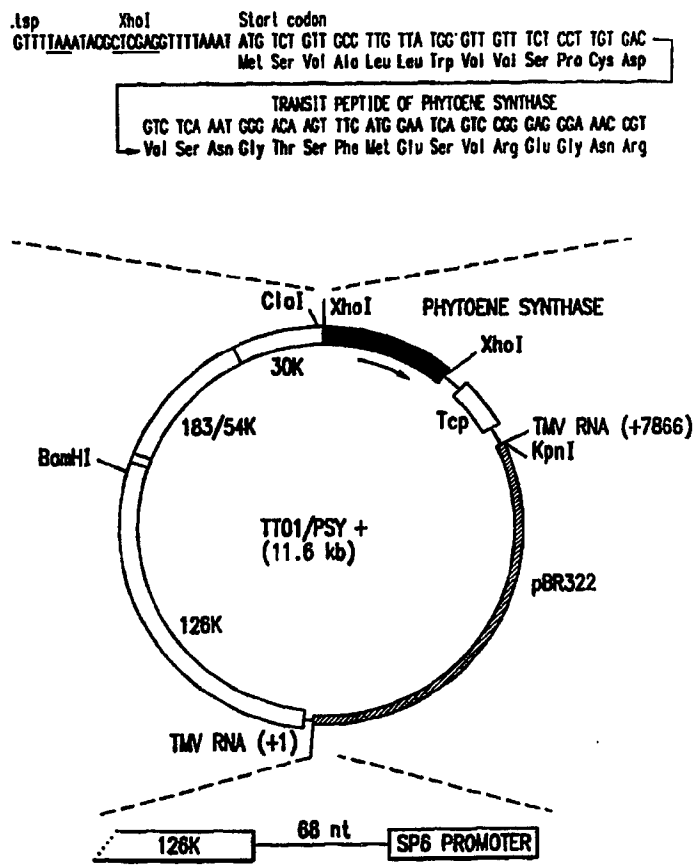 .tsp XhoI Start codon
GTTTTAAATACGCTCGAGGTTTTAAAT ATG TCT GTT GCC TTG TTA TGG GTT GTT TCT CCT TGT GAC
Met Ser Val Ala Leu Leu Trp Val Val Ser Pro Cys Asp
TRANSIT PEPTIDE OF PHYTOENE SYNTHASE
GTC TCA AAT GGG ACA AGT TTC ATG GAA TCA GTC CGG GAG GGA AAC CGT
Val Ser Asn Gly Thr Ser Phe Met Glu Ser Val Arg Glu Gly Asn Arg
ClaI XhoI PHYTOENE SYNTHASE
XhoI
30K
Tcp
TMV RNA (+7866)
KpnI
183/54K
BamHI
TTO1/PSY +
(11.6 kb)
pBR322
126K
TMV RNA (+1)
126K 68 nt SP6 PROMOTER